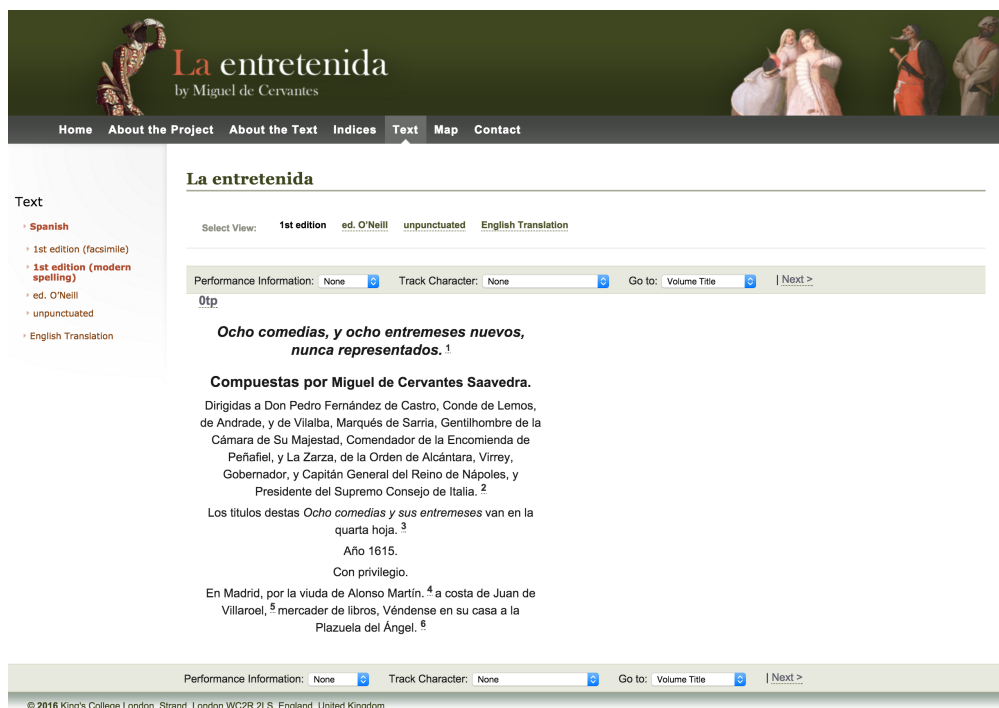 La entretenida
by Miguel de Cervantes
Home About the Project About the Text Indices Text Map Contact
Text
Spanish
1st edition (facsimile)
1st edition (modern
spelling)
ed. O'Neill
unpunctuated
English Translation
La entretenida
Select View: 1st edition ed. O'Neill unpunctuated English Translation
Performance Information: None Track Character: None Go to: Volume Title | Next >
0tp
Ocho comedias, y ocho entremeses nuevos,
nunca representados. 1
Compuestas por Miguel de Cervantes Saavedra.
Dirigidas a Don Pedro Fernández de Castro, Conde de Lemos,
de Andrade, y de Vilalba, Marqués de Sarria, Gentilhombre de la
Cámara de Su Majestad, Comendador de la Encomienda de
Peñafiel, y La Zarza, de la Orden de Alcántara, Virrey,
Gobernador, y Capitán General del Reino de Nápoles, y
Presidente del Supremo Consejo de Italia. 2
Los titulos destas Ocho comedias y sus entremeses van en la
quarta hoja. 3
Año 1615.
Con privilegio.
En Madrid, por la viuda de Alonso Martín. 4 a costa de Juan de
Villaroel, 5 mercader de libros, Véndense en su casa a la
Plazuela del Ángel. 6
Performance Information: None Track Character: None Go to: Volume Title | Next >
© 2016 King's College London, Strand, London WC2R 2LS, England, United Kingdom